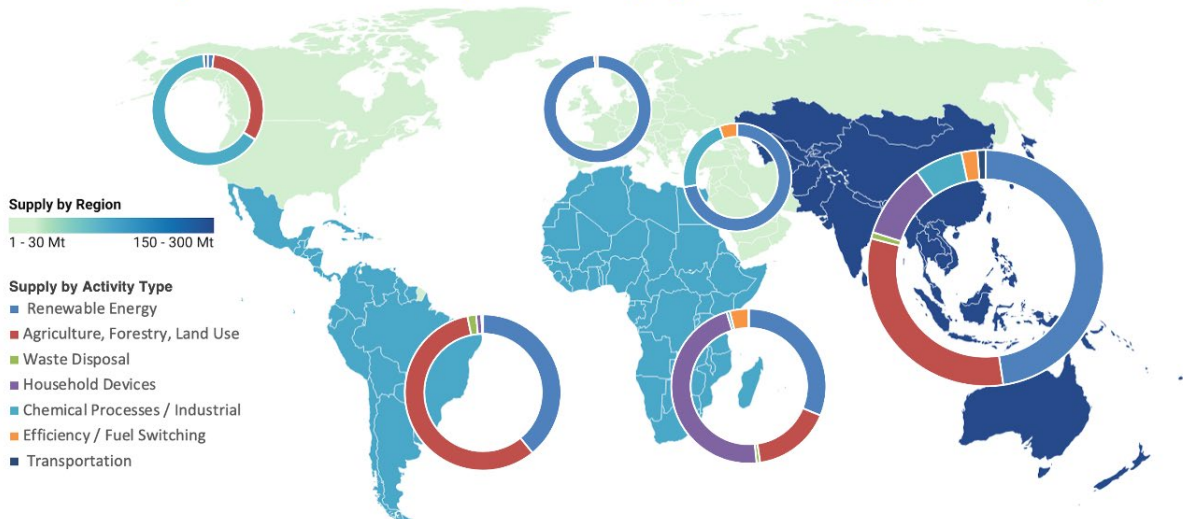 Supply by Region
1 - 30 Mt 150 - 300 Mt
Supply by Activity Type
Renewable Energy
Agriculture, Forestry, Land Use
Waste Disposal
Household Devices
Chemical Processes / Industrial
Efficiency / Fuel Switching
Transportation